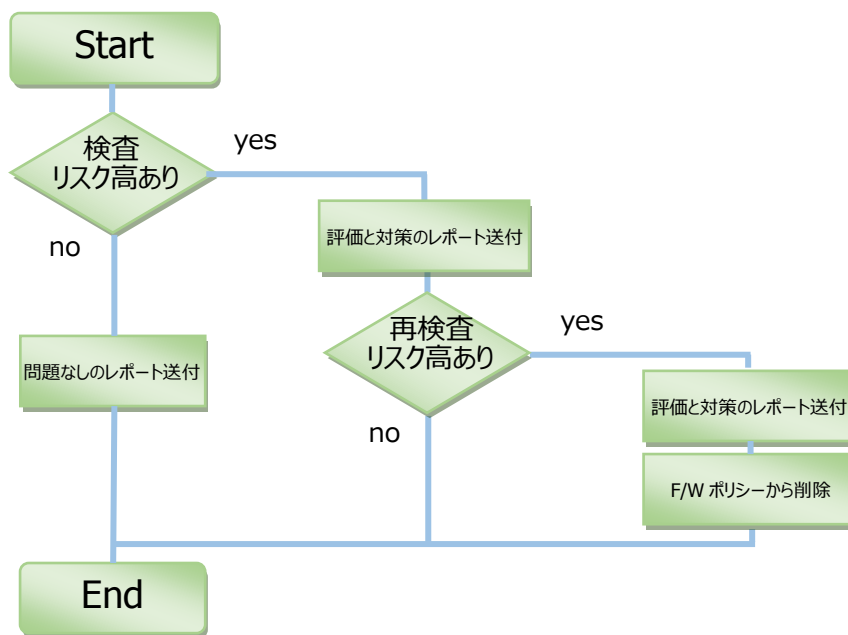 Start
検査
リスク高あり
yes
no
評価と対策のレポート送付
再検査
リスク高あり
yes
問題なしのレポート送付
no
評価と対策のレポート送付
F/W ポリシーから削除
End